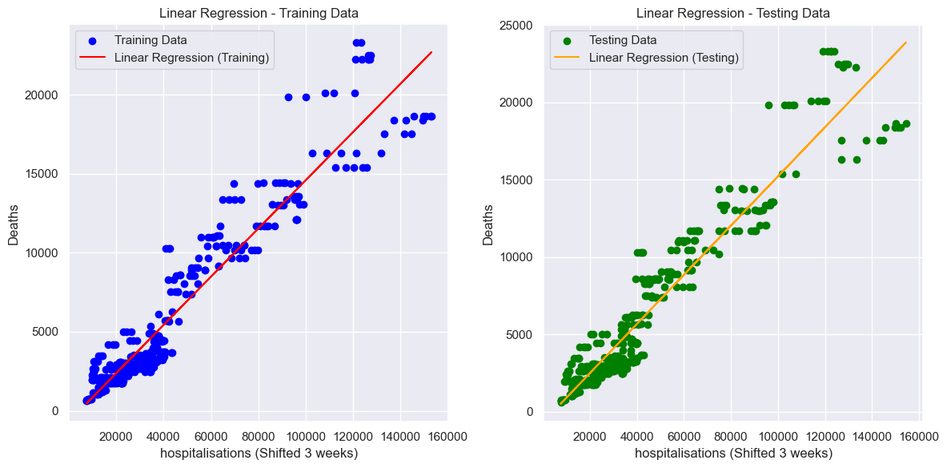 Linear Regression - Training Data
Training Data
Linear Regression (Training)
20000
15000
10000
5000
0
Deaths
20000 40000 60000 80000 100000 120000 140000 160000
hospitalisations (Shifted 3 weeks)
Linear Regression - Testing Data
Testing Data
Linear Regression (Testing)
25000
20000
15000
10000
5000
0
Deaths
20000 40000 60000 80000 100000 120000 140000 160000
hospitalisations (Shifted 3 weeks)